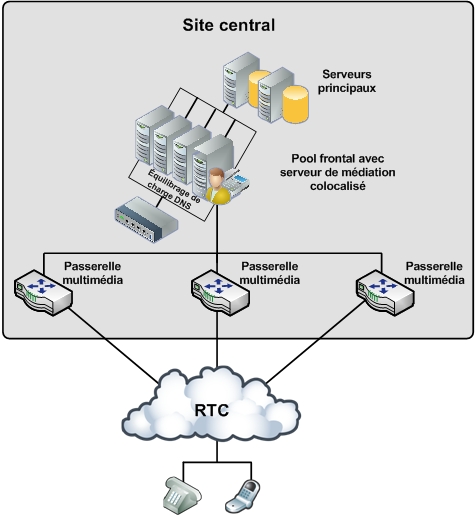 Site central
Serveurs
principaux
Pool frontal avec
serveur de médiation
colocalisé
Équilibrage de
charge DNS
Passerelle
multimédia
Passerelle
multimédia
Passerelle
multimédia
RTC